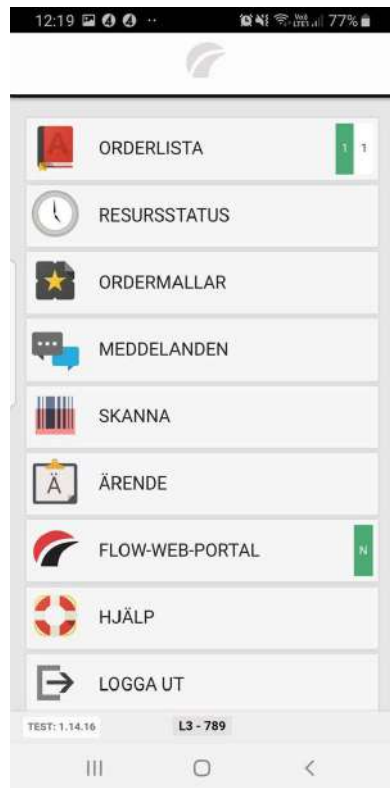 12:19 77%
ORDERLISTA 1 1
RESURSSTATUS
ORDERMALLAR
MEDDELANDEN
SKANNA
Ä ÄRENDE
FLOW-WEB-PORTAL N
HJÄLP
LOGGA UT
TEST: 1.14.16 L3 - 789